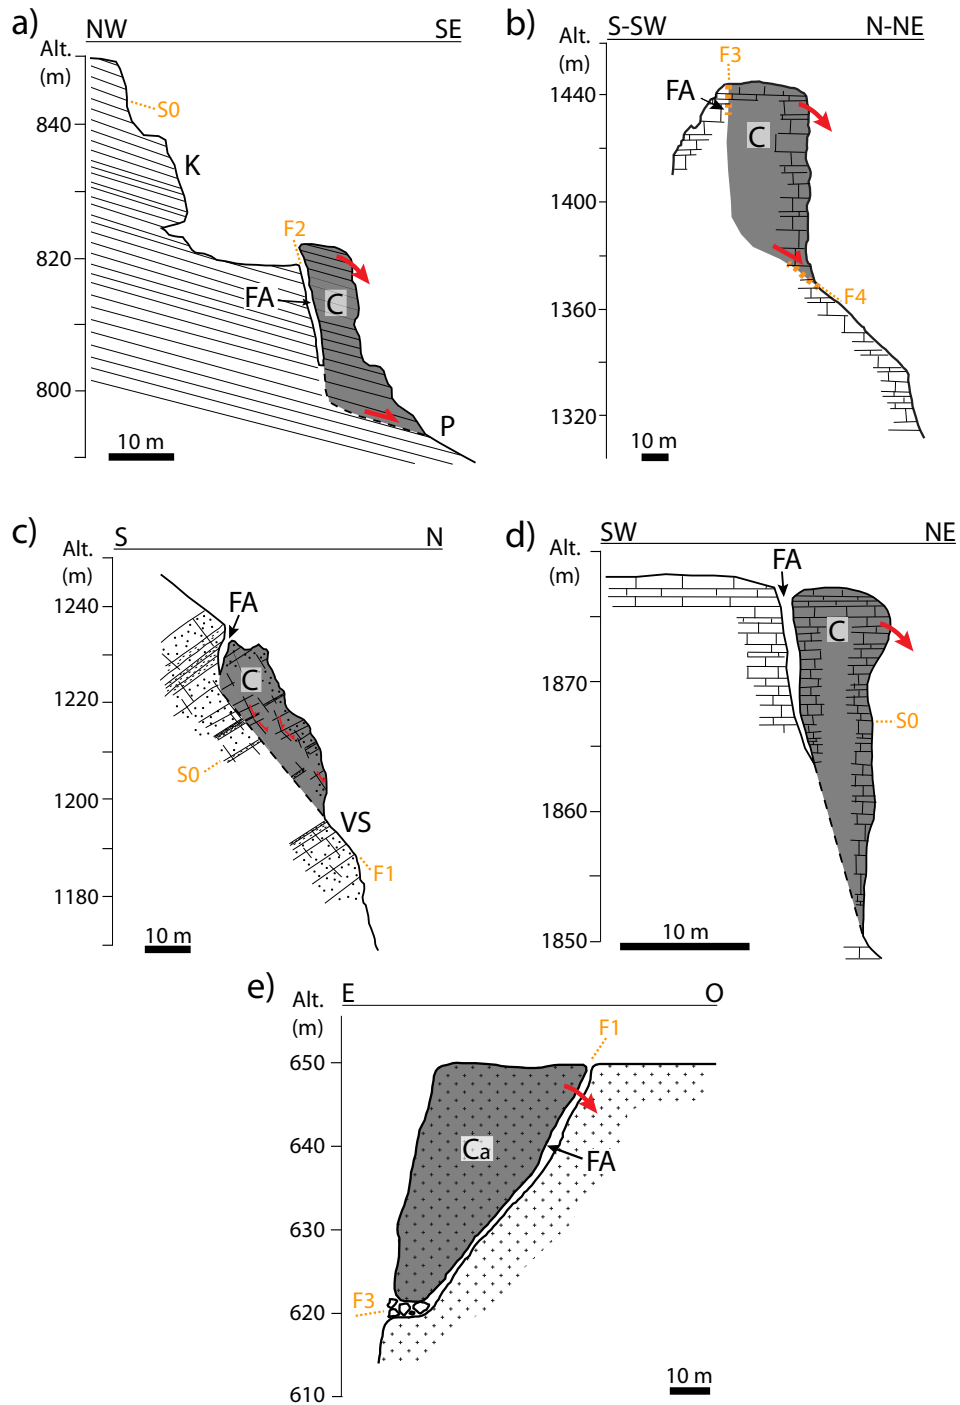 a)
NW SE
Alt.
(m)
S0
840
K
F2
820
FA
C
800
P
10 m
b)
S-SW N-NE
Alt.
(m)
F3
1440
FA
C
1400
F4
1360
1320
10 m
c)
S N
Alt.
(m)
1240
FA
C
1220
S0
1200
VS
F1
1180
10 m
d)
SW NE
Alt.
(m)
FA
C
1870
S0
1860
1850
10 m
e)
E O
Alt.
(m)
F1
650
640
Ca
FA
630
F3
620
10 m
610